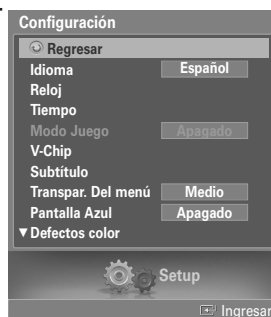 Configuración
Regresar
Idioma Español
Reloj
Tiempo
Modo Juego Apagado
V-Chip
Subtítulo
Transpar. Del menú Medio
Pantalla Azul Apagado
▼Defectos color
Setup
Ingresar